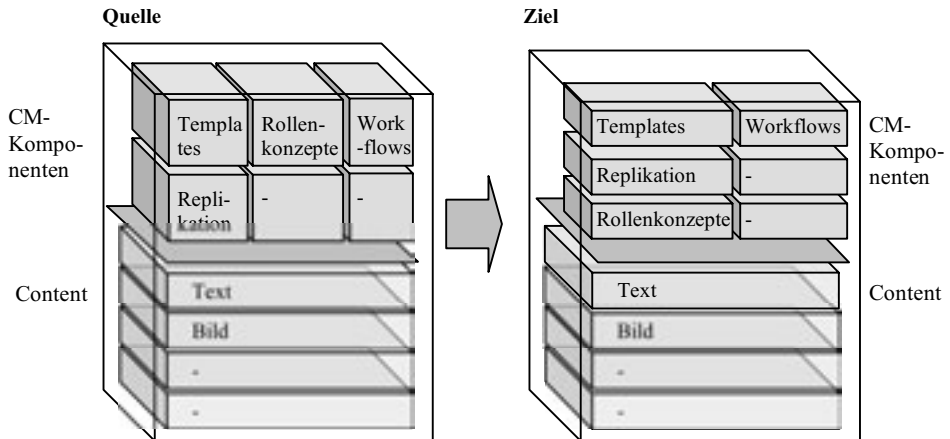 Quelle
Ziel
CM-
Kompo-
nenten
Templa
tes
Rollen-
konzepte
Work
-flows
Repli-
kation
-
-
Content
Text
Bild
-
-
Templates
Workflows
Replikation
-
Rollenkonzepte
-
CM-
Kompo-
nenten
Text
Bild
-
-
Content